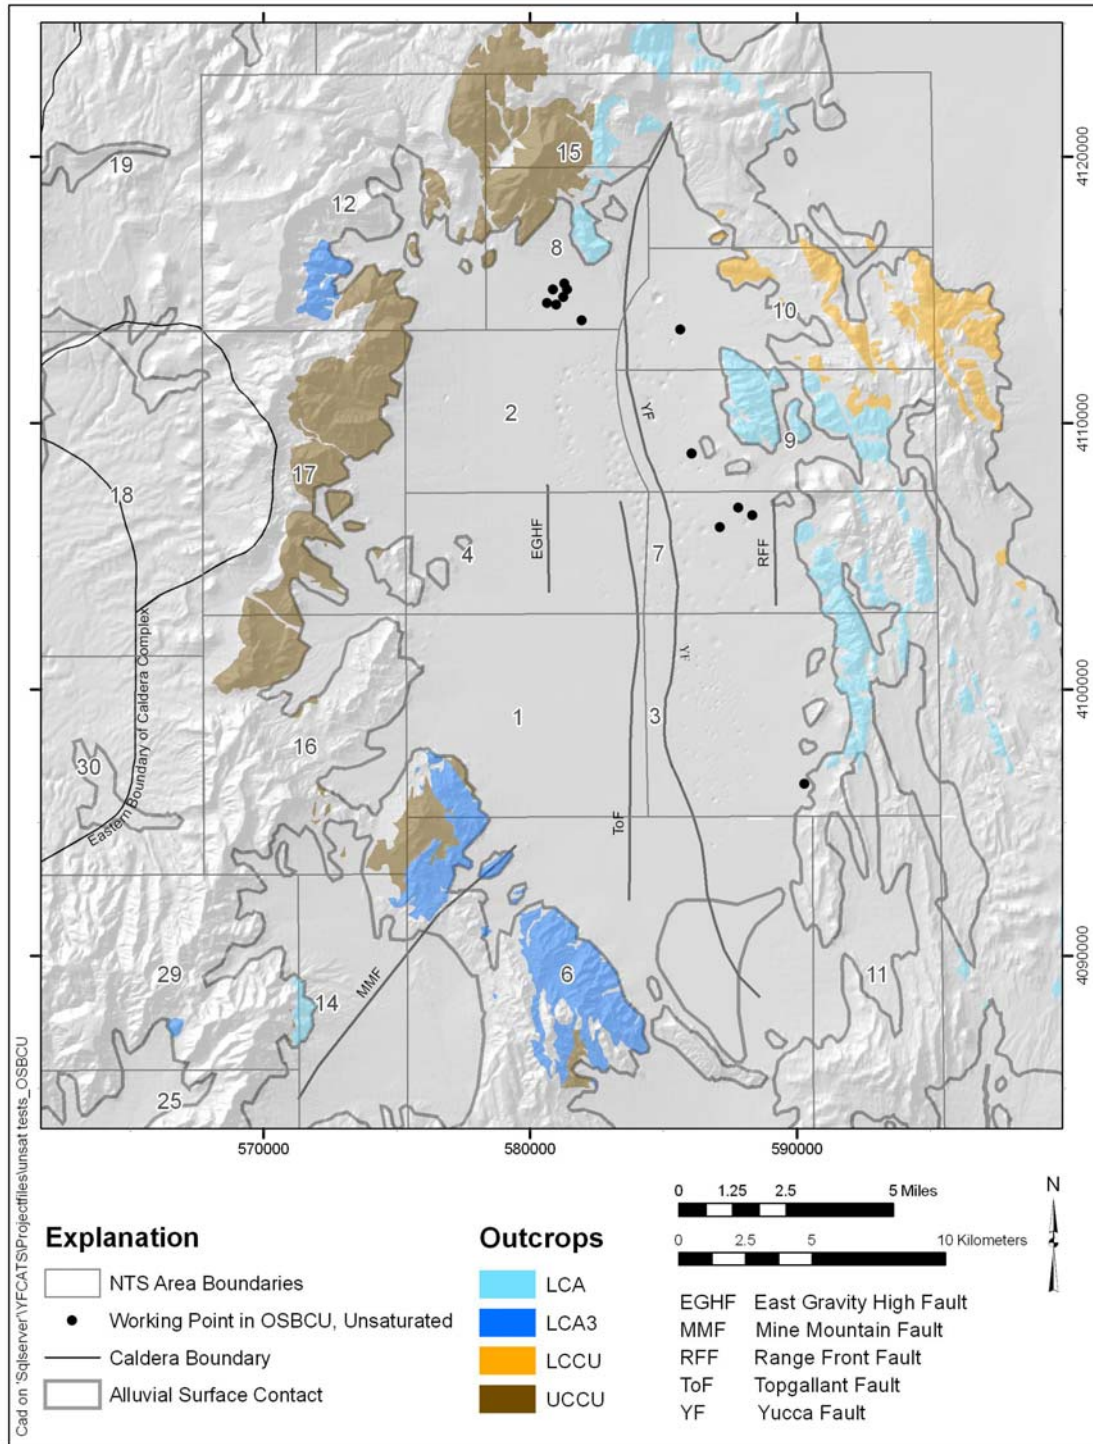 15
19
12
8
10
2
YF
9
17
18
EGHF
4
7
RFF
YF
1
3
16
30
Eastern Boundary of Caldera Complex
ToF
MMF
6
29
14
11
25
4120000
4110000
4100000
4090000
570000
580000
590000
Cad on 'Sqlserver'\YFCATS\Projectfiles\unsat tests_OSBCU
Explanation
NTS Area Boundaries
Working Point in OSBCU, Unsaturated
Caldera Boundary
Alluvial Surface Contact
Outcrops
LCA
LCA3
LCCU
UCCU
0 1.25 2.5 5 Miles
0 2.5 5 10 Kilometers
N
EGHF East Gravity High Fault
MMF Mine Mountain Fault
RFF Range Front Fault
ToF Topgallant Fault
YF Yucca Fault